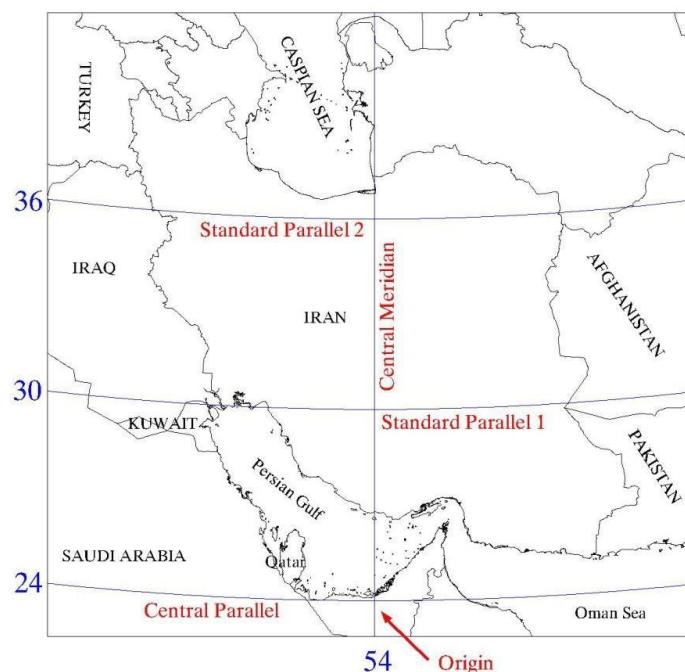 TURKEY
CASPIAN SEA
36
Standard Parallel 2
IRAQ
IRAN
Central Meridian
AFGHANISTAN
30
KUWAIT
Standard Parallel 1
Persian Gulf
PAKISTAN
SAUDI ARABIA
Qatar
24
Central Parallel
Oman Sea
54
Origin